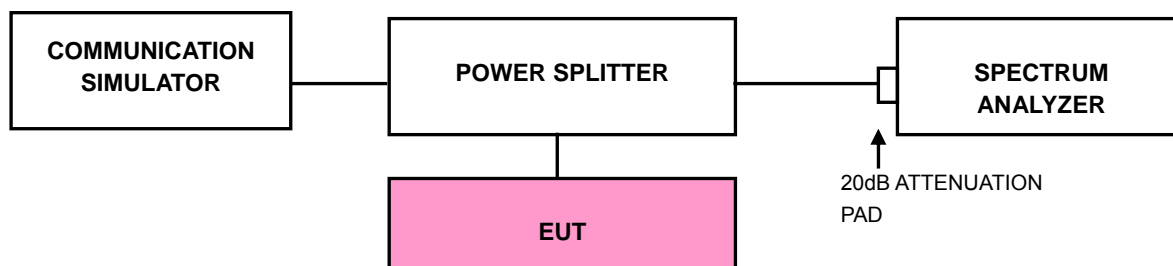 COMMUNICATION
SIMULATOR
POWER SPLITTER
SPECTRUM
ANALYZER
20dB ATTENUATION
PAD
EUT